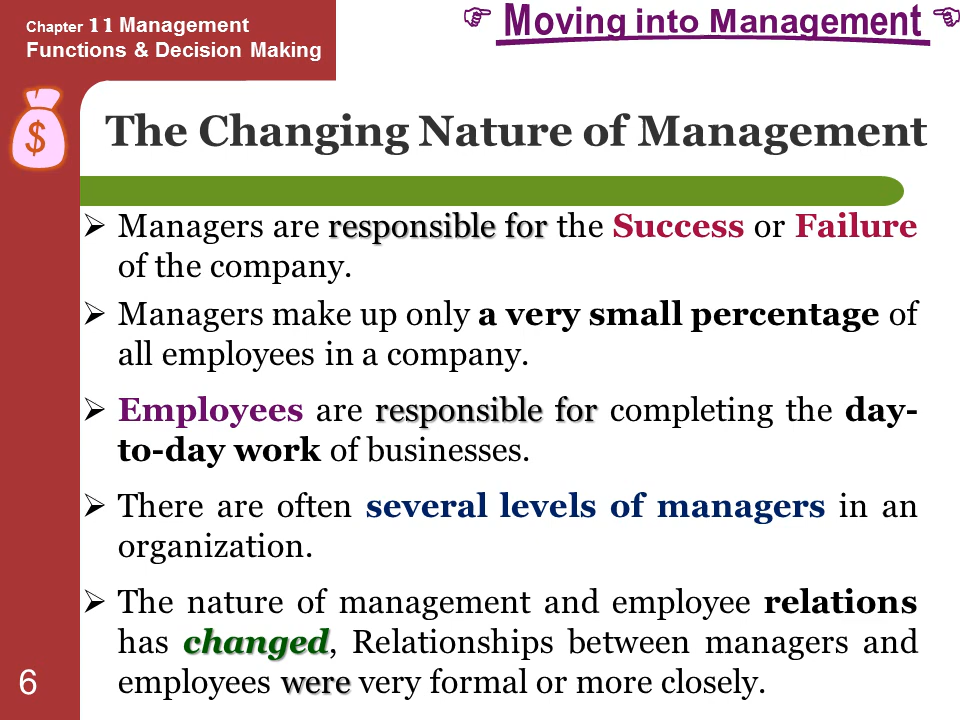 Chapter 11 Management
Functions & Decision Making
☞ Moving into Management ☜
$
The Changing Nature of Management
➢ Managers are responsible for the Success or Failure
of the company.
➢ Managers make up only a very small percentage of
all employees in a company.
➢ Employees are responsible for completing the day-
to-day work of businesses.
➢ There are often several levels of managers in an
organization.
➢ The nature of management and employee relations
has changed, Relationships between managers and
employees were very formal or more closely.
6